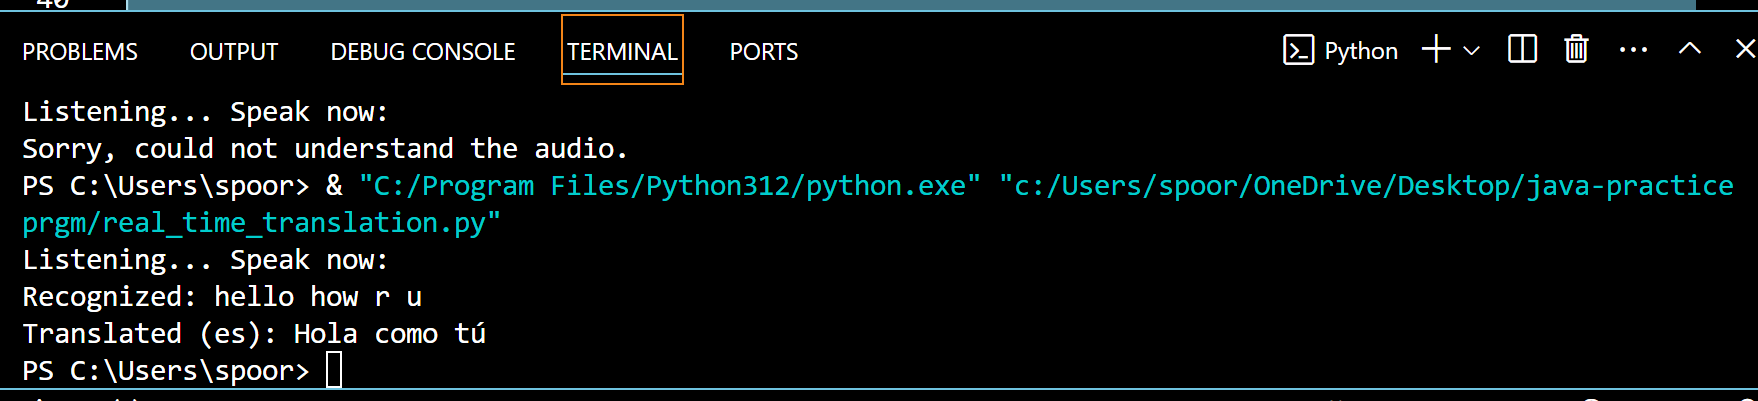 40
PROBLEMS OUTPUT DEBUG CONSOLE TERMINAL PORTS Python
Listening... Speak now:
Sorry, could not understand the audio.
PS C:\Users\spoor> & "C:/Program Files/Python312/python.exe" "c:/Users/spoor/OneDrive/Desktop/java-practice
prgm/real_time_translation.py"
Listening... Speak now:
Recognized: hello how r u
Translated (es): Hola como tú
PS C:\Users\spoor>